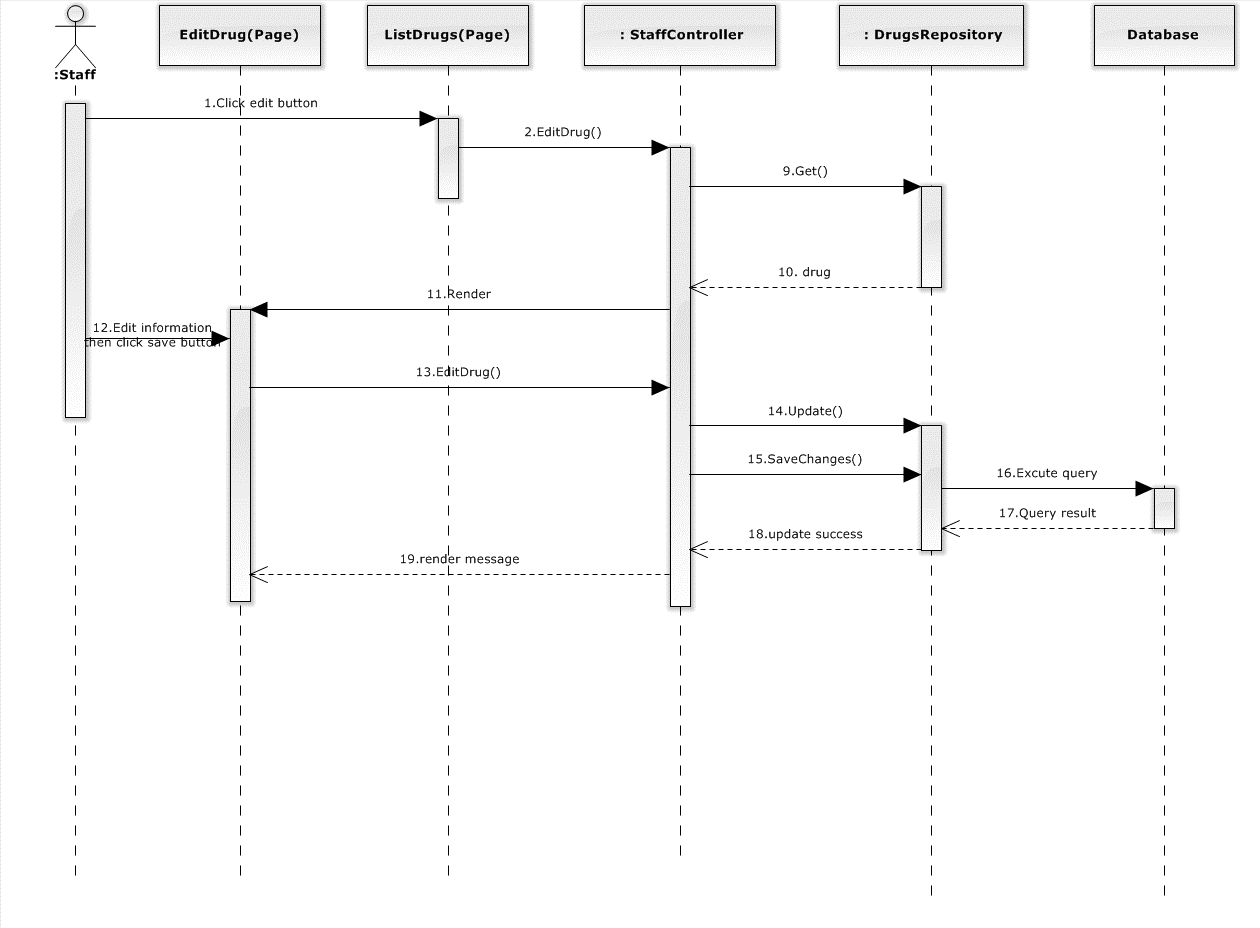 :Staff
EditDrug(Page)
ListDrugs(Page)
: StaffController
: DrugsRepository
Database
1.Click edit button
2.EditDrug()
9.Get()
10. drug
11.Render
12.Edit information
then click save button
13.EditDrug()
14.Update()
15.SaveChanges()
16.Excute query
17.Query result
18.update success
19.render message